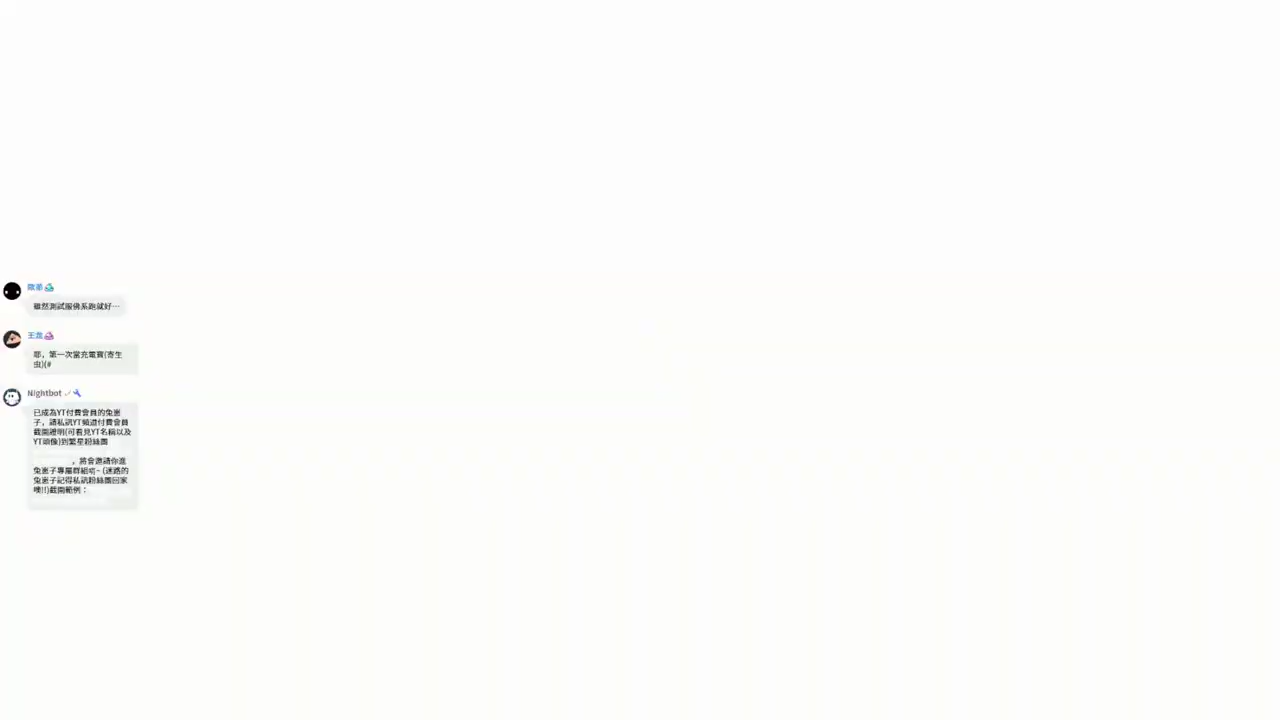 雖然測試服佛系跑就好…
王茄
耶，第一次當充電寶(寄生
虫)(#
Nightbot
已成為YT付費會員的兔崽
子，請私訊YT頻道付費會員
截圖證明(可看見YT名稱以及
YT頭像)到繁星粉絲團
，將會邀請你進
兔崽子專屬群組唷~ (迷路的
兔崽子記得私訊粉絲團回家
噢!!)截圖範例：